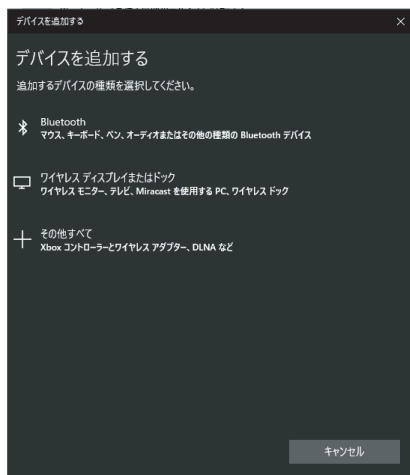 デバイスを追加する
デバイスを追加する
追加するデバイスの種類を選択してください。
Bluetooth
マウス、キーボード、ペン、オーディオまたはその他の種類の Bluetooth デバイス
ワイヤレス ディスプレイまたはドック
ワイヤレス モニター、テレビ、Miracast を使用する PC、ワイヤレス ドック
その他すべて
Xbox コントローラーとワイヤレス アダプター、DLNA など
キャンセル